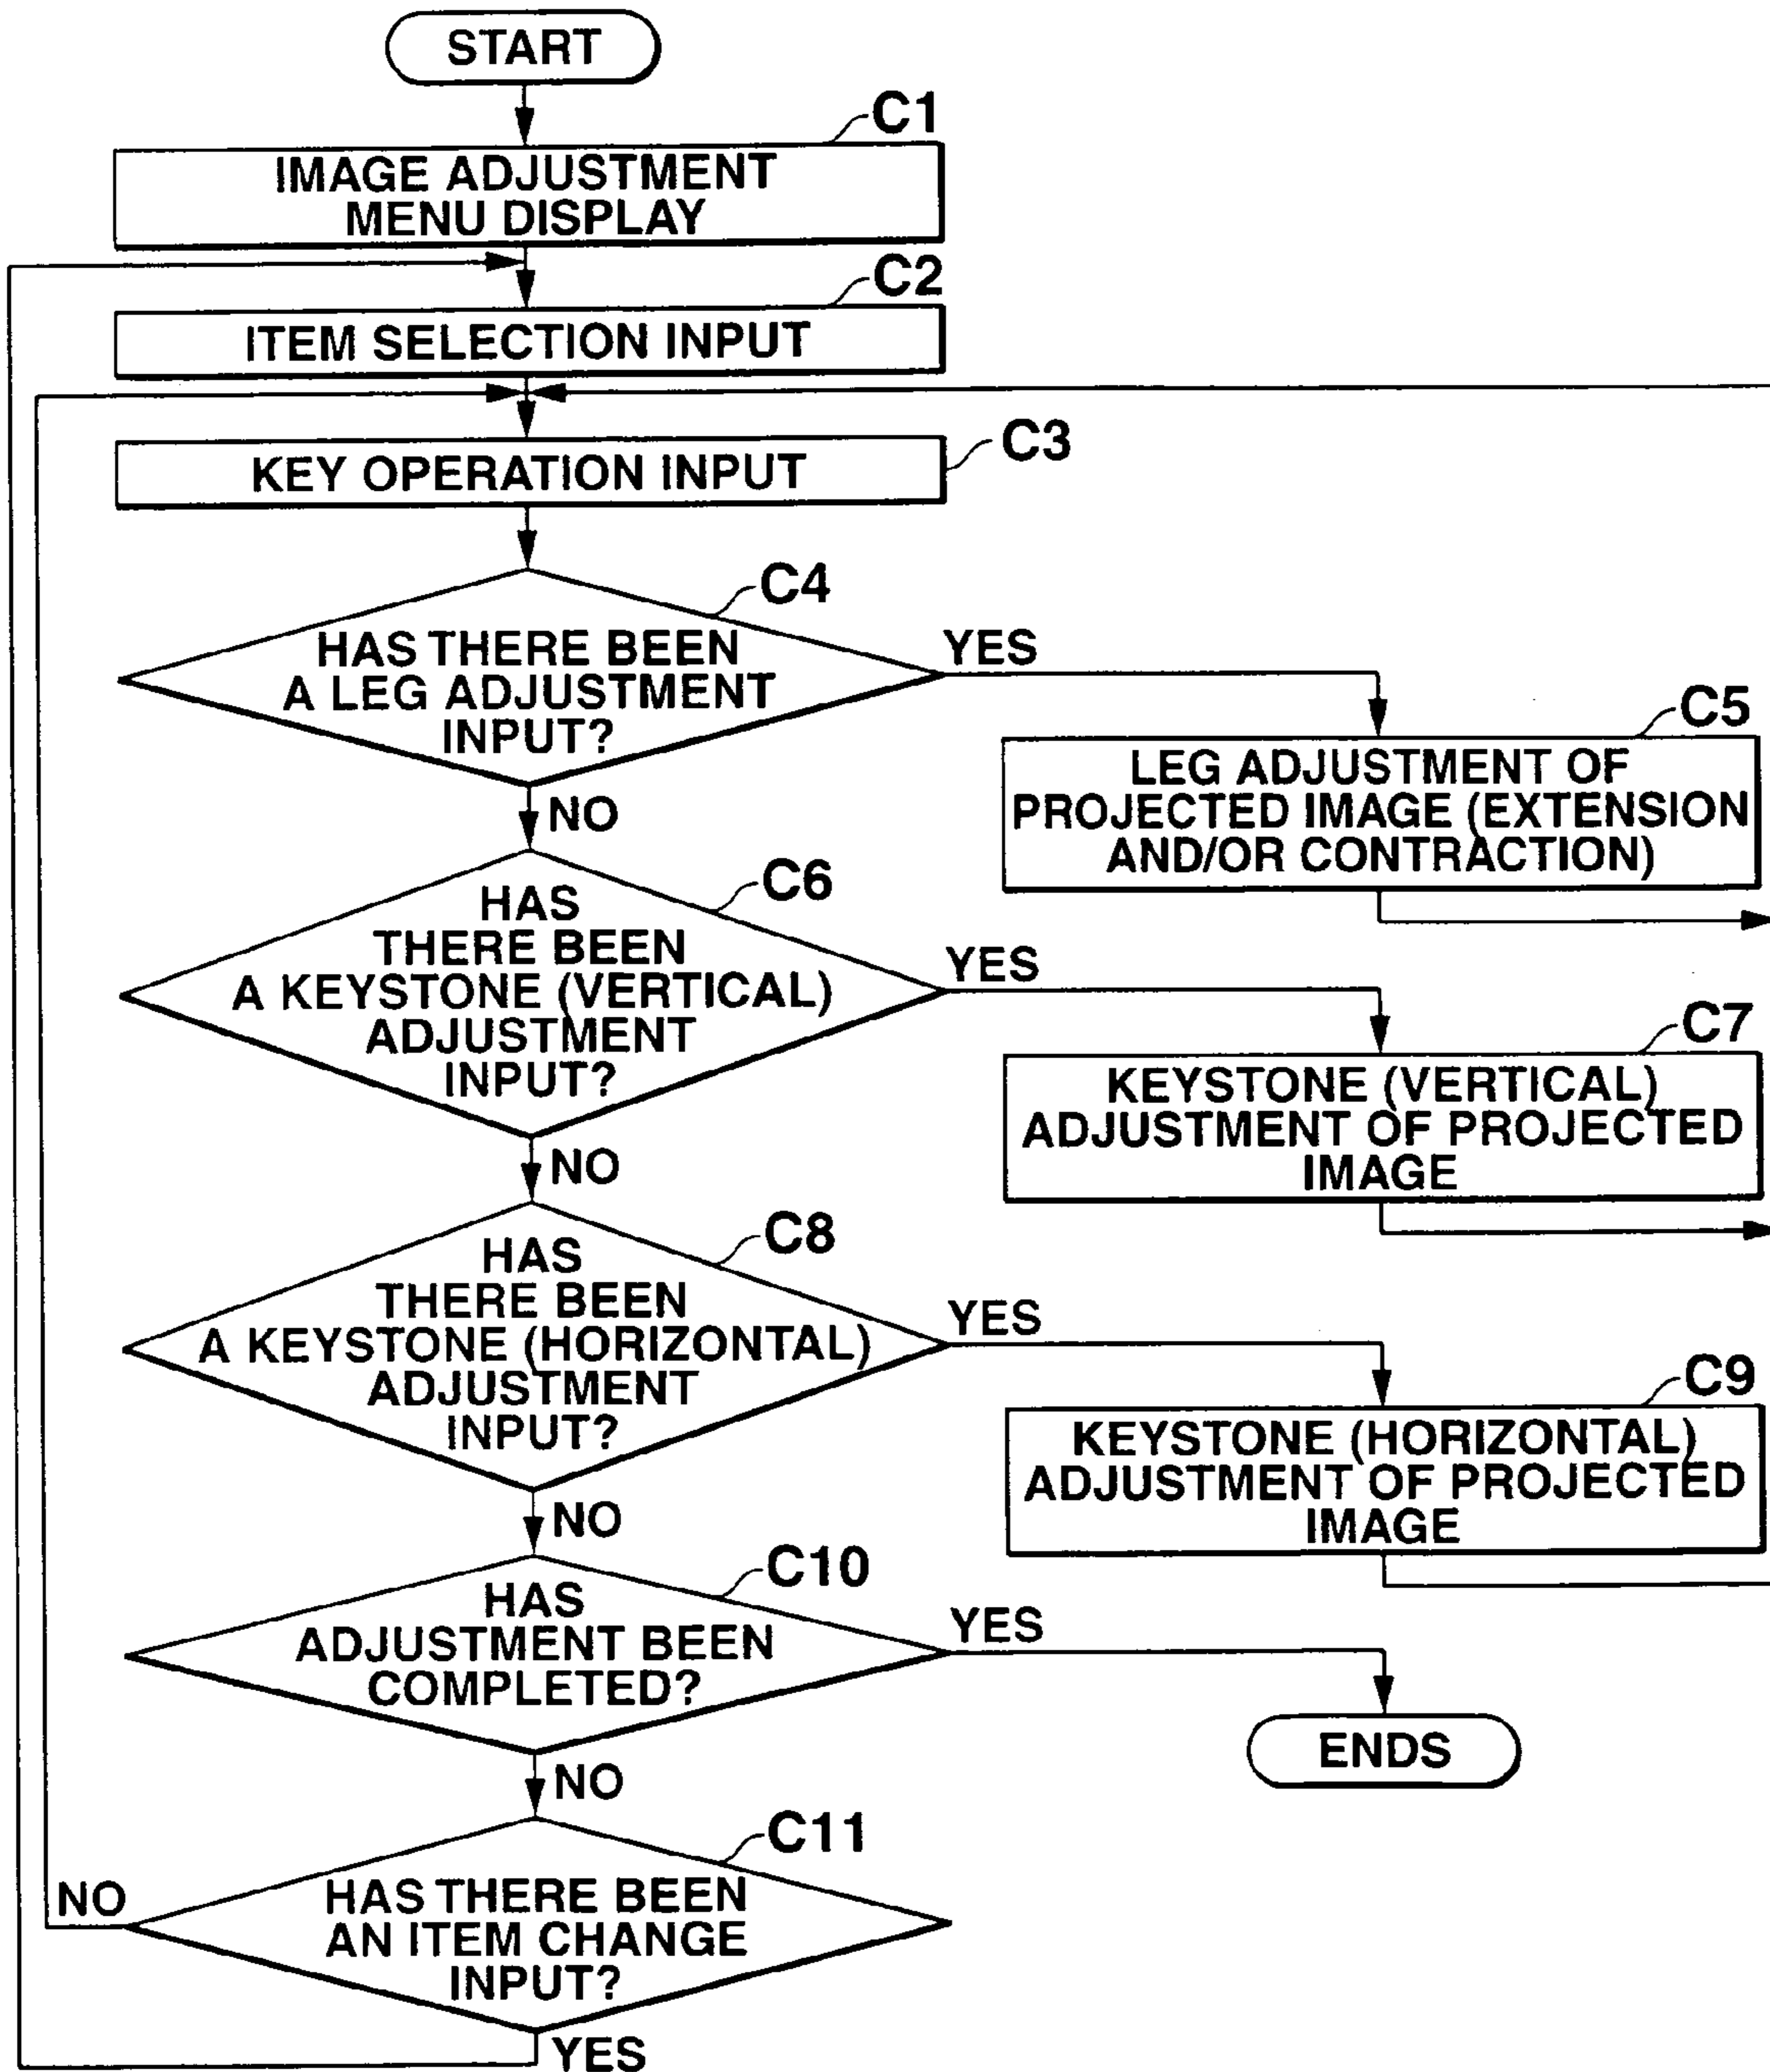 START
C1
IMAGE ADJUSTMENT
MENU DISPLAY
C2
ITEM SELECTION INPUT
C3
KEY OPERATION INPUT
C4
HAS THERE BEEN
A LEG ADJUSTMENT
INPUT?
YES
NO
C5
LEG ADJUSTMENT OF
PROJECTED IMAGE (EXTENSION
AND/OR CONTRACTION)
C6
HAS
THERE BEEN
A KEYSTONE (VERTICAL)
ADJUSTMENT
INPUT?
YES
NO
C7
KEYSTONE (VERTICAL)
ADJUSTMENT OF PROJECTED
IMAGE
C8
HAS
THERE BEEN
A KEYSTONE (HORIZONTAL)
ADJUSTMENT
INPUT?
YES
NO
C9
KEYSTONE (HORIZONTAL)
ADJUSTMENT OF PROJECTED
IMAGE
C10
HAS
ADJUSTMENT BEEN
COMPLETED?
YES
NO
ENDS
C11
HAS THERE BEEN
AN ITEM CHANGE
INPUT?
NO
YES